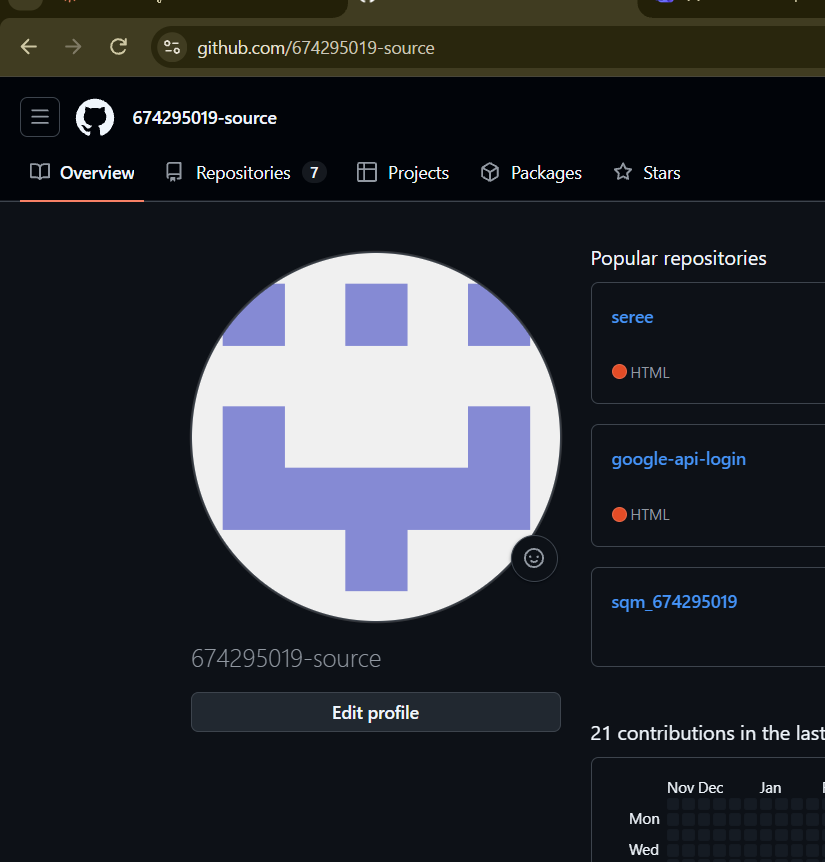 github.com/674295019-source
674295019-source
Overview
Repositories 7
Projects
Packages
Stars
674295019-source
Edit profile
Popular repositories
seree
HTML
google-api-login
HTML
sqm_674295019
21 contributions in the last
Nov Dec Jan
Mon
Wed